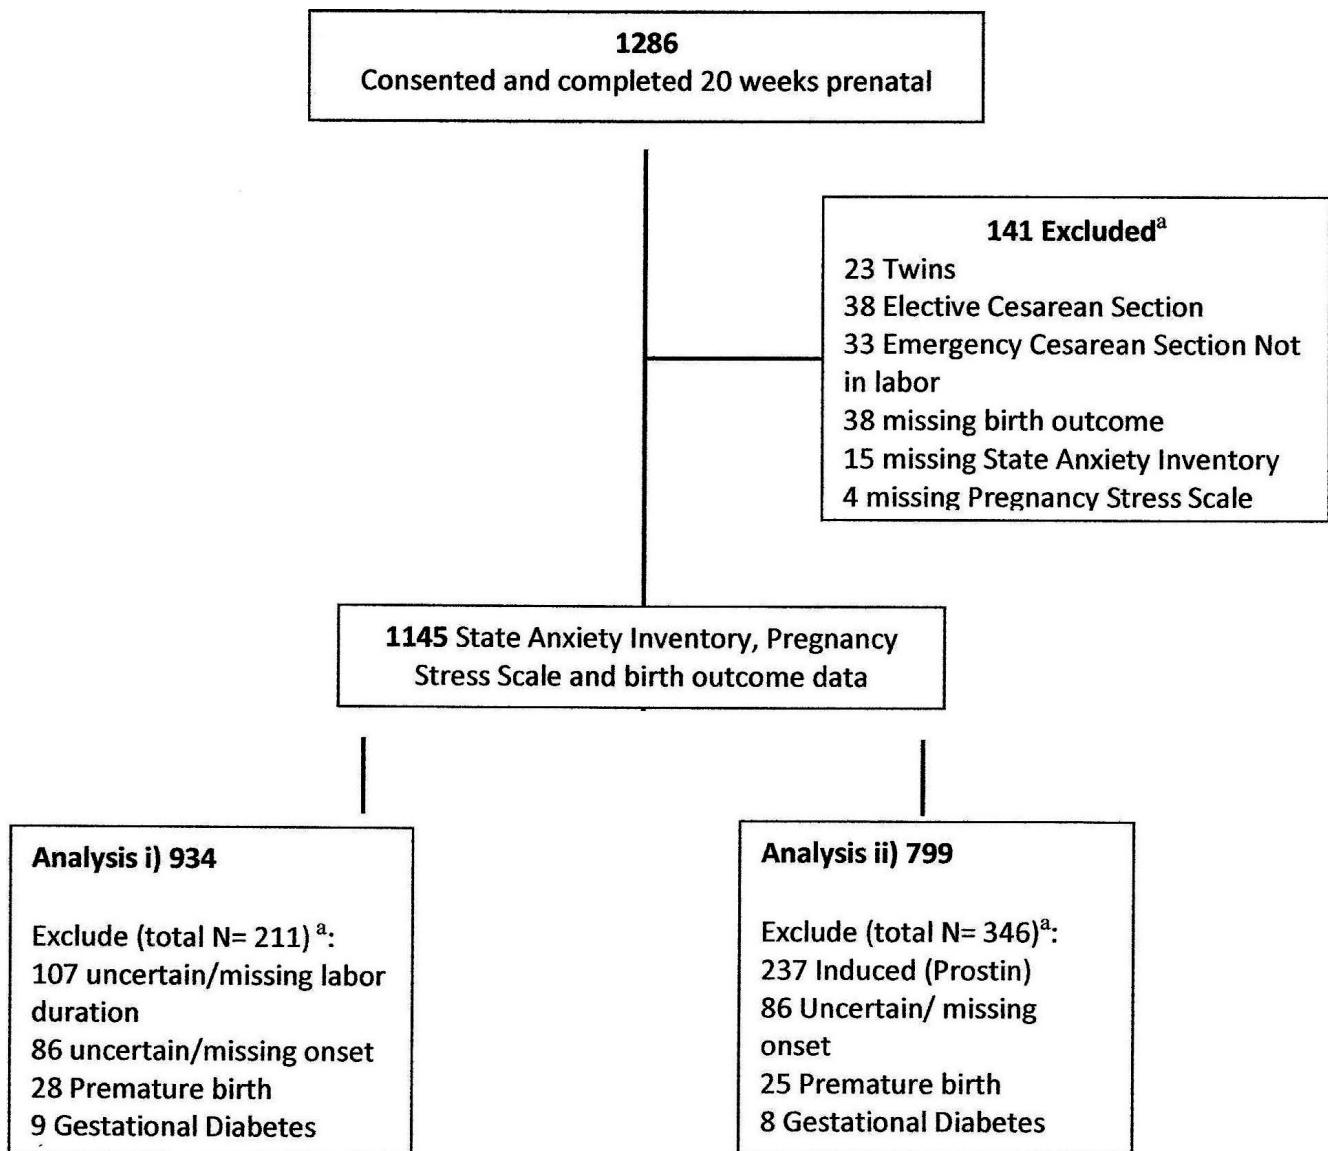 1286
Consented and completed 20 weeks prenatal
141 Excludedª
23 Twins
38 Elective Cesarean Section
33 Emergency Cesarean Section Not
in labor
38 missing birth outcome
15 missing State Anxiety Inventory
4 missing Pregnancy Stress Scale
1145 State Anxiety Inventory, Pregnancy
Stress Scale and birth outcome data
Analysis i) 934
Exclude (total N= 211) ª:
107 uncertain/missing labor
duration
86 uncertain/missing onset
28 Premature birth
9 Gestational Diabetes
Analysis ii) 799
Exclude (total N= 346)ª:
237 Induced (Prostin)
86 Uncertain/ missing
onset
25 Premature birth
8 Gestational Diabetes